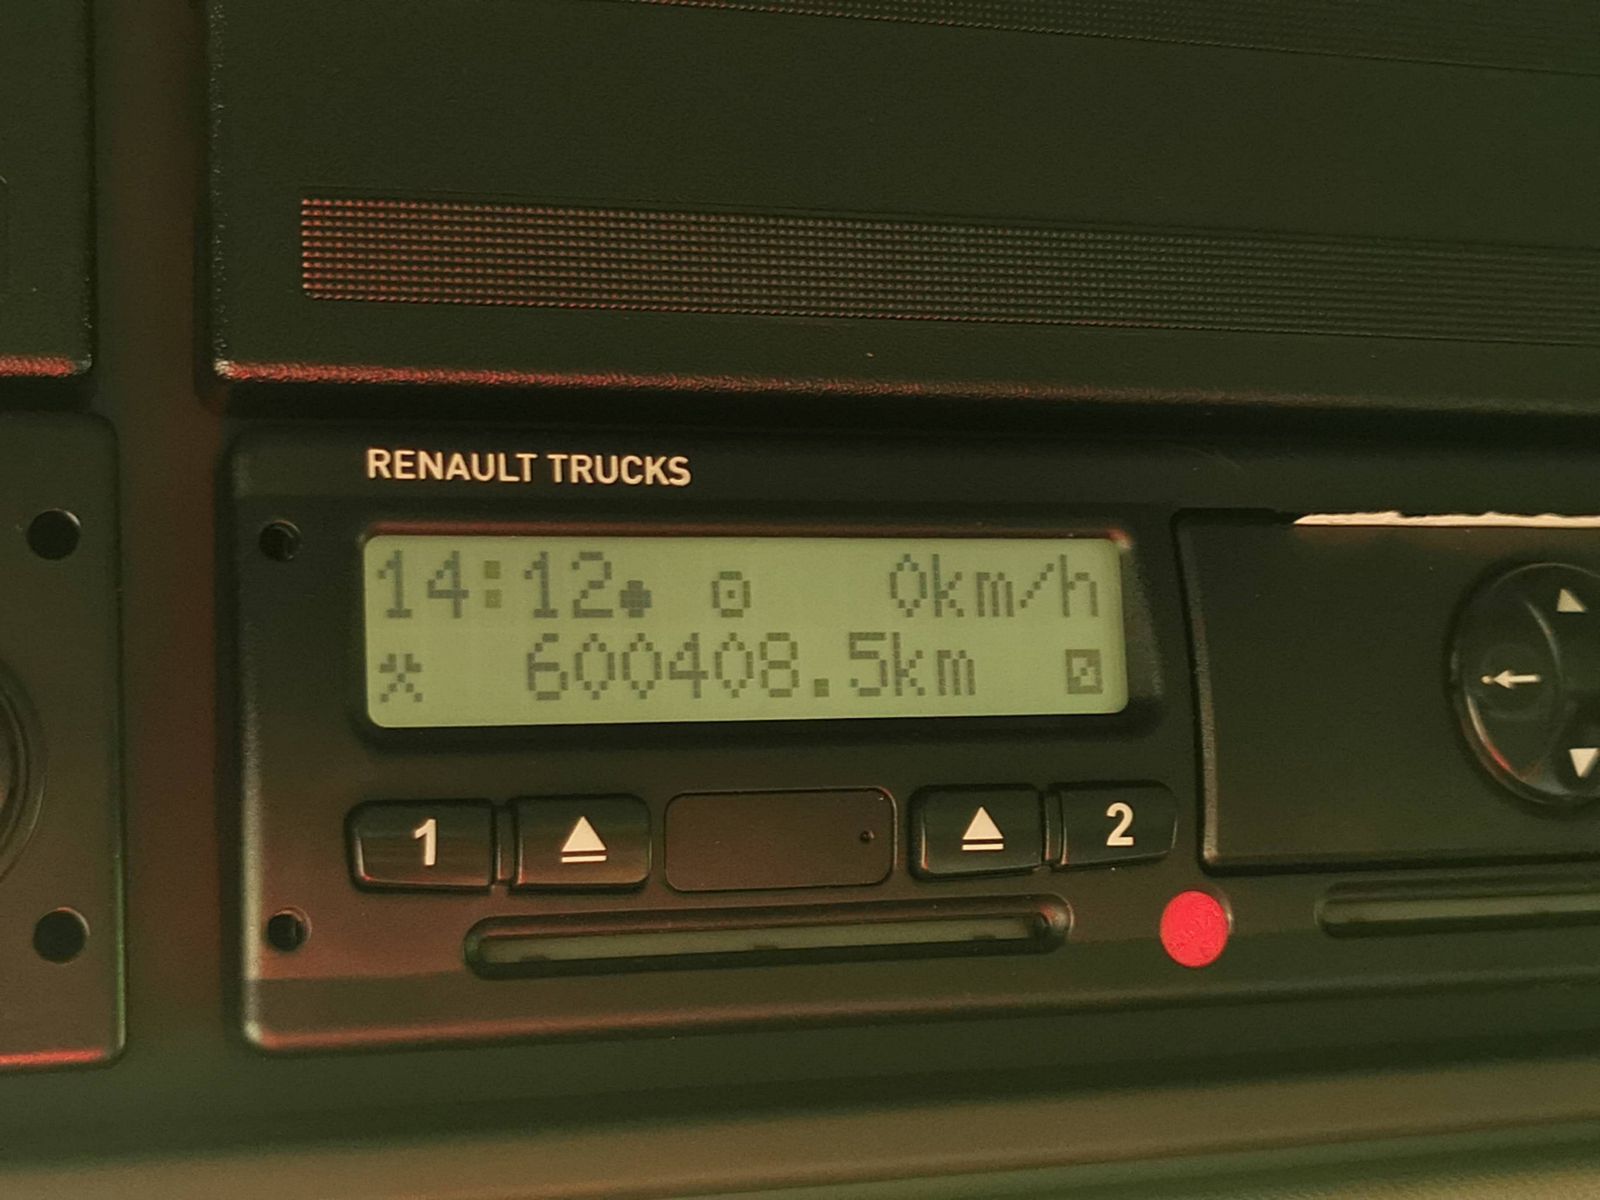 RENAULT TRUCKS
14:12 0km/h
600408.5km
1 2